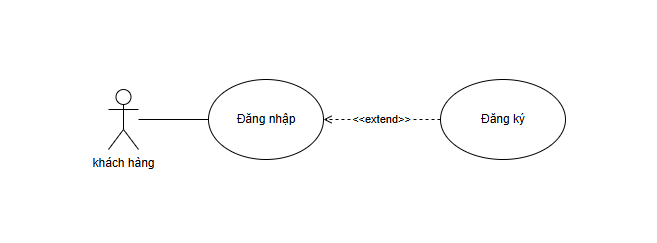 Đăng nhập
<<extend>>
Đăng ký
khách hàng